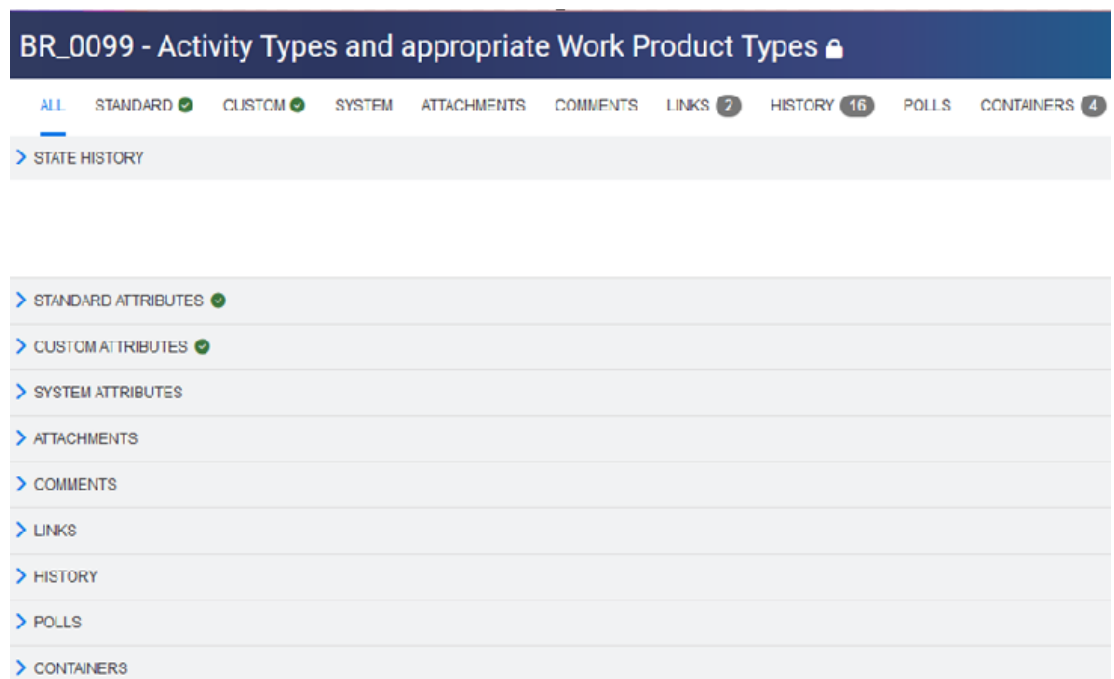 BR_0099 - Activity Types and appropriate Work Product Types
ALL STANDARD CUSTOM SYSTEM ATTACHMENTS COMMENTS LINKS 2 HISTORY 16 POLLS CONTAINERS 4
STATE HISTORY
STANDARD ATTRIBUTES
CUSTOM ATTRIBUTES
SYSTEM ATTRIBUTES
ATTACHMENTS
COMMENTS
LINKS
HISTORY
POLLS
CONTAINERS